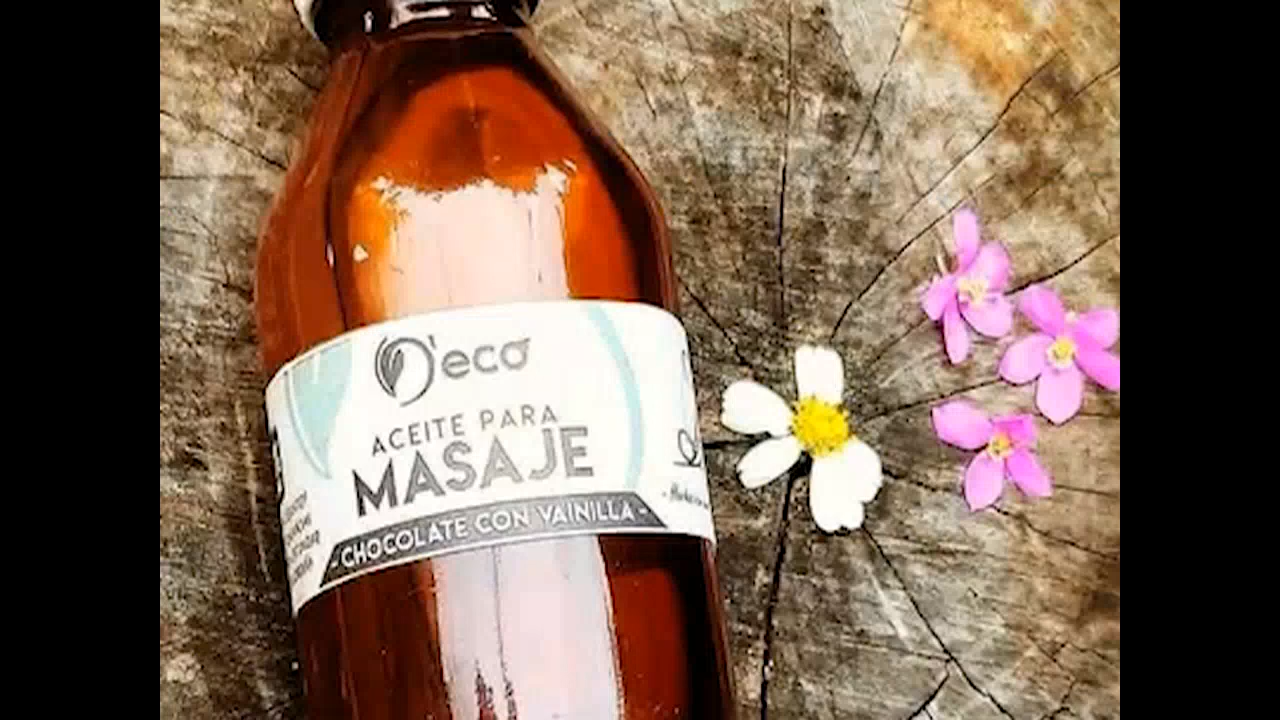 O'eco
ACEITE PARA
MASAJE
- CHOCOLATE CON VAINILLA -